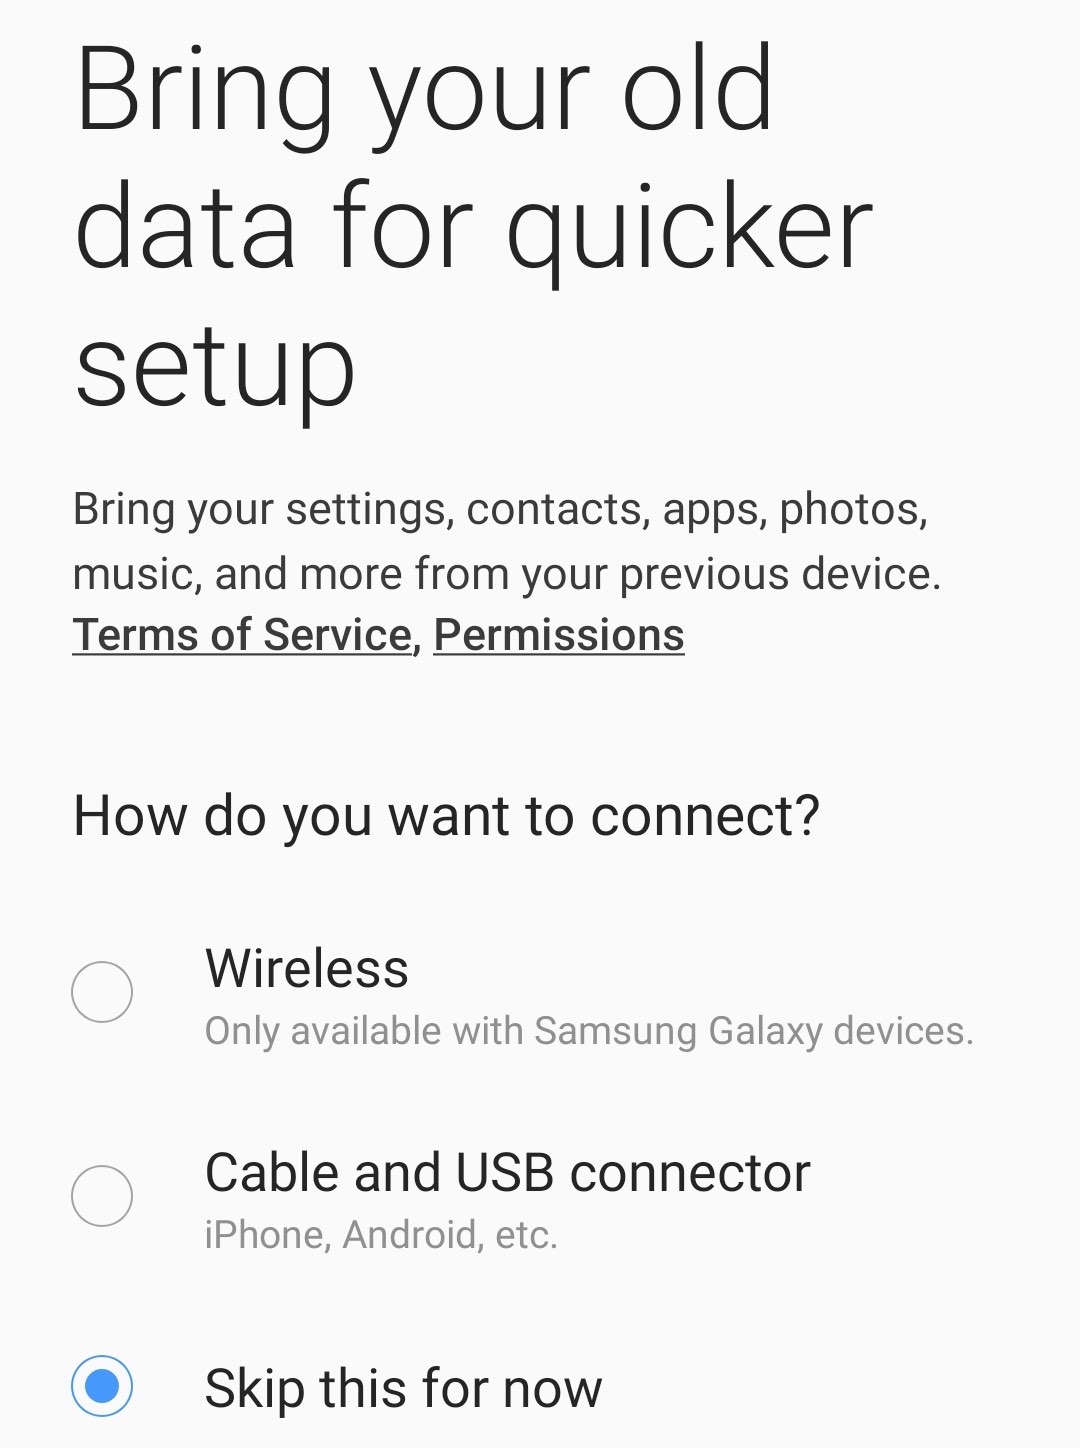 Bring your old
data for quicker
setup
Bring your settings, contacts, apps, photos,
music, and more from your previous device.
Terms of Service, Permissions
How do you want to connect?
Wireless
Only available with Samsung Galaxy devices.
Cable and USB connector
iPhone, Android, etc.
Skip this for now